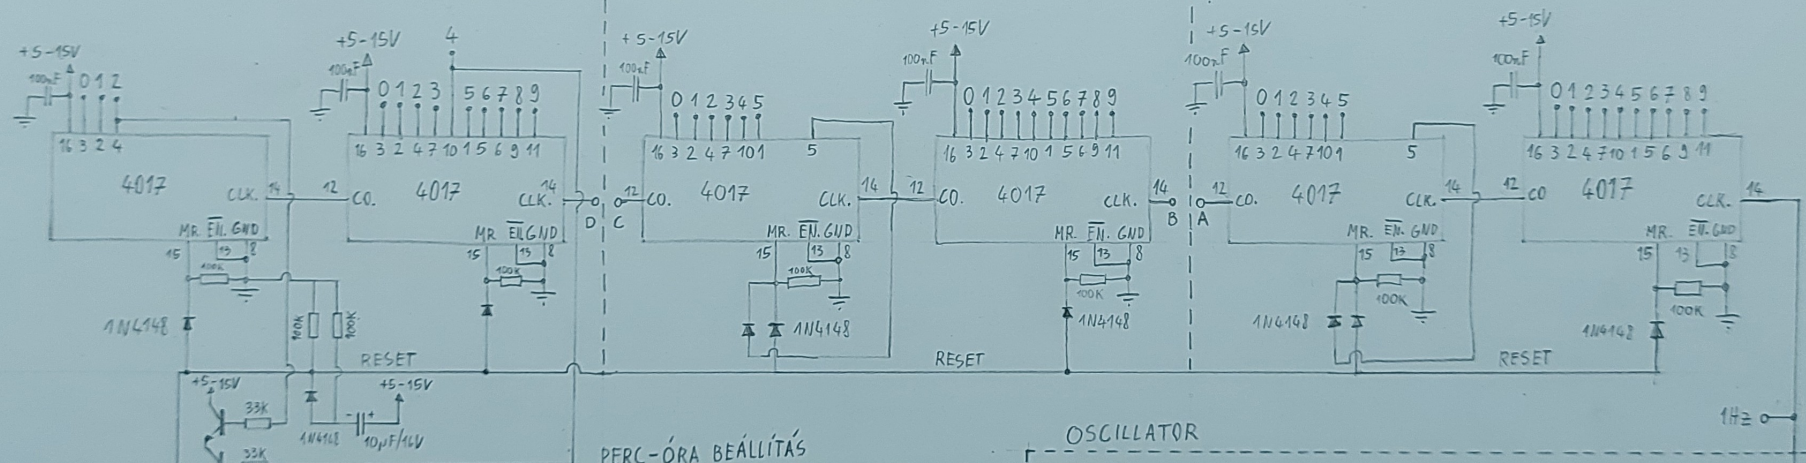 +5-15V
+5-15V
4
+5-15V
+5-15V
+5-15V
+5-15V
100nF
0 1 2
100nF
0 1 2 3
5 6 7 8 9
100nF
0 1 2 3 4 5
100nF
0 1 2 3 4 5 6 7 8 9
100nF
0 1 2 3 4 5
100nF
0 1 2 3 4 5 6 7 8 9
16 3 2 4
16 3 2 4 7 10 1 5 6 9 11
16 3 2 4 7 10 1
5
16 3 2 4 7 10 1 5 6 9 11
16 3 2 4 7 10 1
5
16 3 2 4 7 10 1 5 6 9 11
4017
CLK.
14
12
CO.
4017
CLK.
14
D
C
12
CO.
4017
CLK.
14
12
CO.
4017
CLK.
14
B
A
12
CO.
4017
CLK.
14
12
CO
4017
CLK.
14
MR. EN. GND
MR EN GND
MR. EN. GND
MR. EN. GND
MR. EN. GND
MR. EN. GND
15
13
8
15
13
8
15
13
8
15
13
8
15
13
8
15
13
8
100K
100K
100K
100K
100K
100K
1N4148
100K
100K
1N4148
1N4148
1N4148
1N4148
RESET
RESET
RESET
+5-15V
+5-15V
33K
1N4148
10µF/16V
33K
PERC-ÓRA BEÁLLÍTÁS
OSCILLATOR
1Hz